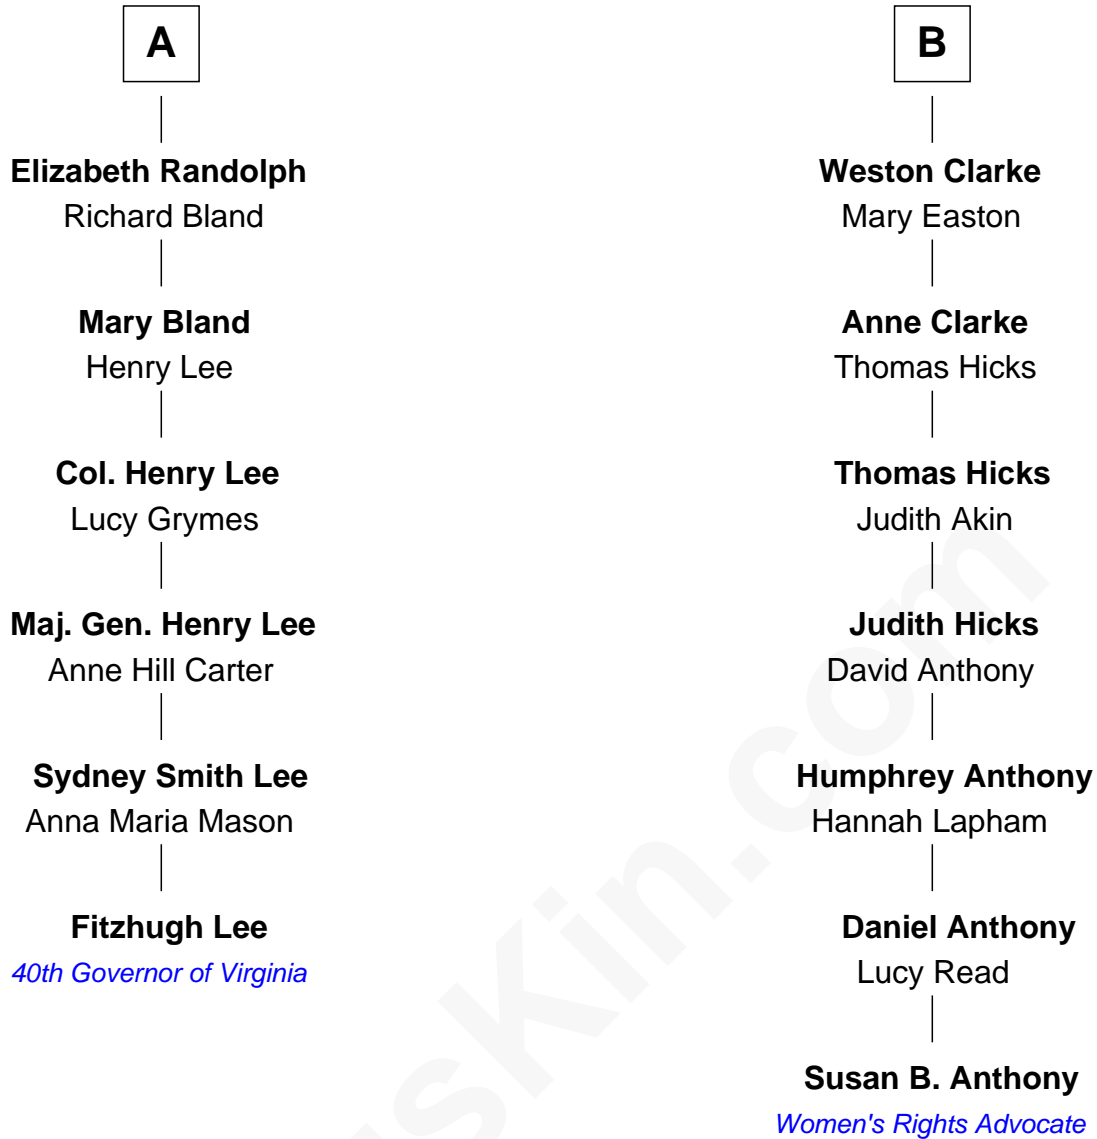 A
Elizabeth Randolph
Richard Bland
Mary Bland
Henry Lee
Col. Henry Lee
Lucy Grymes
Maj. Gen. Henry Lee
Anne Hill Carter
Sydney Smith Lee
Anna Maria Mason
Fitzhugh Lee
40th Governor of Virginia
B
Weston Clarke
Mary Easton
Anne Clarke
Thomas Hicks
Thomas Hicks
Judith Akin
Judith Hicks
David Anthony
Humphrey Anthony
Hannah Lapham
Daniel Anthony
Lucy Read
Susan B. Anthony
Women's Rights Advocate